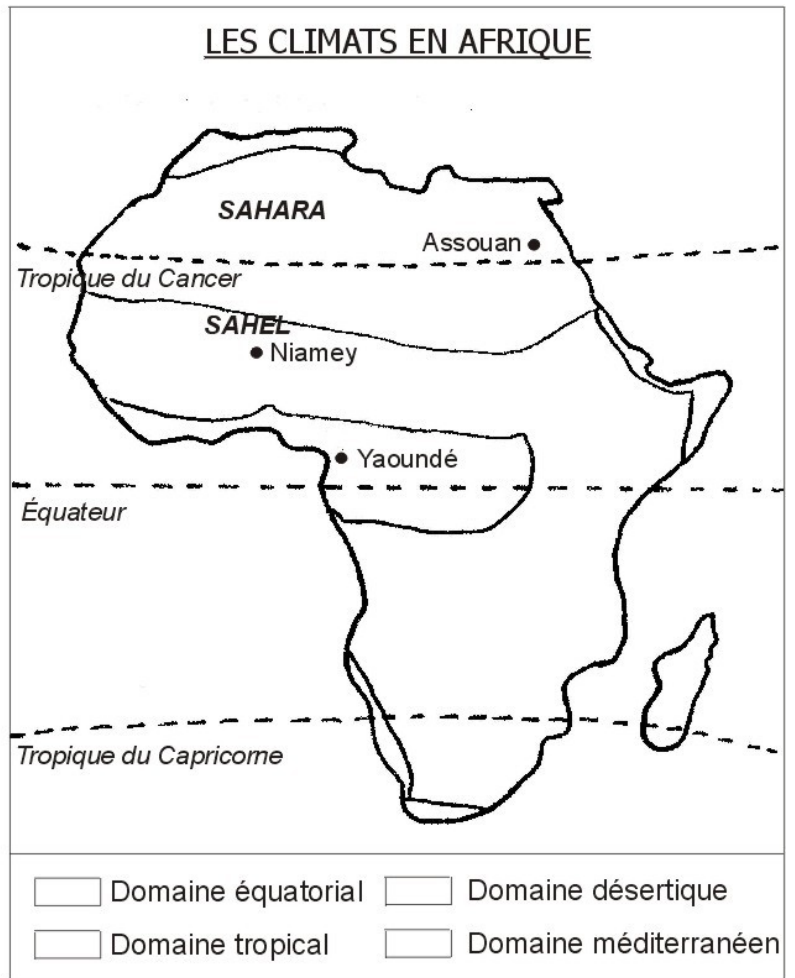 LES CLIMATS EN AFRIQUE
SAHARA
Assouan
Tropique du Cancer
SAHEL
Niamey
Yaoundé
Équateur
Tropique du Capricorne
Domaine équatorial
Domaine désertique
Domaine tropical
Domaine méditerranéen